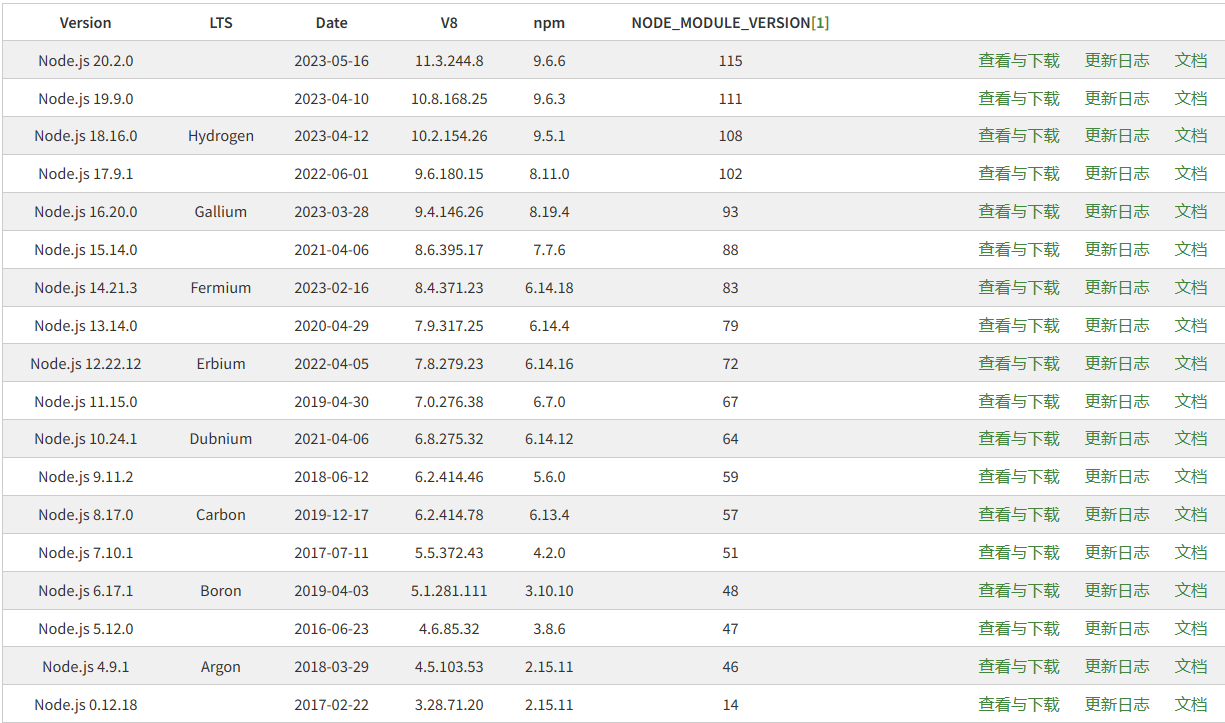 Version LTS Date V8 npm NODE_MODULE_VERSION[1]
Node.js 20.2.0 2023-05-16 11.3.244.8 9.6.6 115 查看与下载 更新日志 文档
Node.js 19.9.0 2023-04-10 10.8.168.25 9.6.3 111 查看与下载 更新日志 文档
Node.js 18.16.0 Hydrogen 2023-04-12 10.2.154.26 9.5.1 108 查看与下载 更新日志 文档
Node.js 17.9.1 2022-06-01 9.6.180.15 8.11.0 102 查看与下载 更新日志 文档
Node.js 16.20.0 Gallium 2023-03-28 9.4.146.26 8.19.4 93 查看与下载 更新日志 文档
Node.js 15.14.0 2021-04-06 8.6.395.17 7.7.6 88 查看与下载 更新日志 文档
Node.js 14.21.3 Fermium 2023-02-16 8.4.371.23 6.14.18 83 查看与下载 更新日志 文档
Node.js 13.14.0 2020-04-29 7.9.317.25 6.14.4 79 查看与下载 更新日志 文档
Node.js 12.22.12 Erbium 2022-04-05 7.8.279.23 6.14.16 72 查看与下载 更新日志 文档
Node.js 11.15.0 2019-04-30 7.0.276.38 6.7.0 67 查看与下载 更新日志 文档
Node.js 10.24.1 Dubnium 2021-04-06 6.8.275.32 6.14.12 64 查看与下载 更新日志 文档
Node.js 9.11.2 2018-06-12 6.2.414.46 5.6.0 59 查看与下载 更新日志 文档
Node.js 8.17.0 Carbon 2019-12-17 6.2.414.78 6.13.4 57 查看与下载 更新日志 文档
Node.js 7.10.1 2017-07-11 5.5.372.43 4.2.0 51 查看与下载 更新日志 文档
Node.js 6.17.1 Boron 2019-04-03 5.1.281.111 3.10.10 48 查看与下载 更新日志 文档
Node.js 5.12.0 2016-06-23 4.6.85.32 3.8.6 47 查看与下载 更新日志 文档
Node.js 4.9.1 Argon 2018-03-29 4.5.103.53 2.15.11 46 查看与下载 更新日志 文档
Node.js 0.12.18 2017-02-22 3.28.71.20 2.15.11 14 查看与下载 更新日志 文档